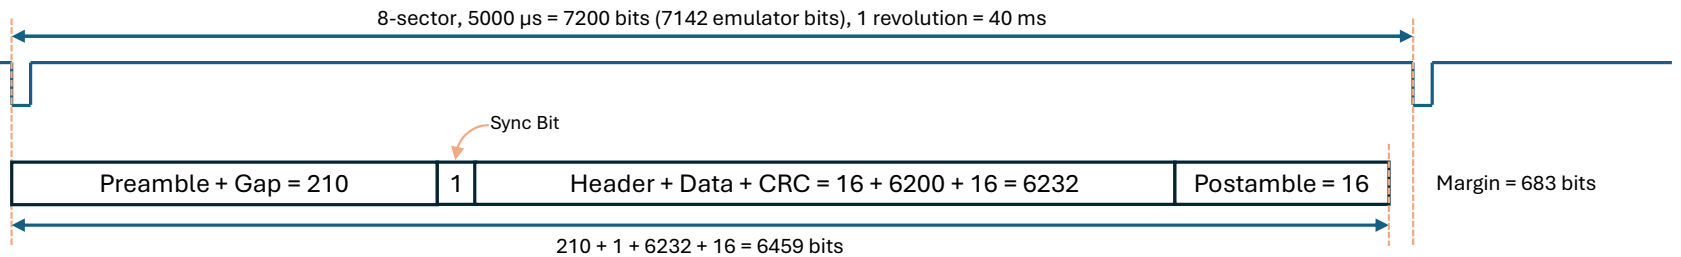 8-sector, 5000 µs = 7200 bits (7142 emulator bits), 1 revolution = 40 ms
Sync Bit
Preamble + Gap = 210
1
Header + Data + CRC = 16 + 6200 + 16 = 6232
Postamble = 16
Margin = 683 bits
210 + 1 + 6232 + 16 = 6459 bits